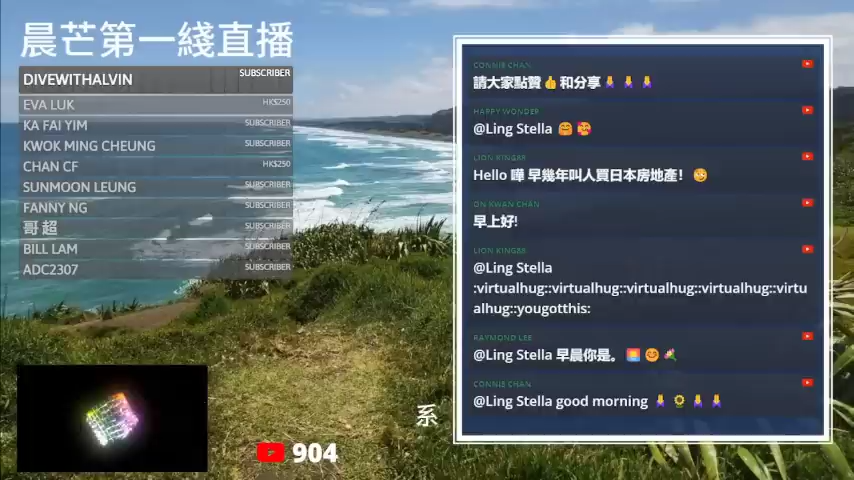 晨芒第一綫直播
DIVEWITHALVIN SUBSCRIBER
EVA LUK HK$250
KA FAI YIM SUBSCRIBER
KWOK MING CHEUNG SUBSCRIBER
CHAN CF HK$250
SUNMOON LEUNG SUBSCRIBER
FANNY NG SUBSCRIBER
哥 超 SUBSCRIBER
BILL LAM SUBSCRIBER
ADC2307 SUBSCRIBER
CONNIE CHAN
請大家點贊👍和分享
HAPPY WONDER
@Ling Stella 🤗 🥰
LION KINGBB
Hello 嘩 早幾年叫人買日本房地產！
ON KWAN CHAN
早上好!
LION KINGBB
@Ling Stella
:virtualhug::virtualhug::virtualhug::virtualhug::virtu
alhug::yougotthis:
RAYMOND LEE
@Ling Stella 早晨你是。
CONNIE CHAN
@Ling Stella good morning
系
904